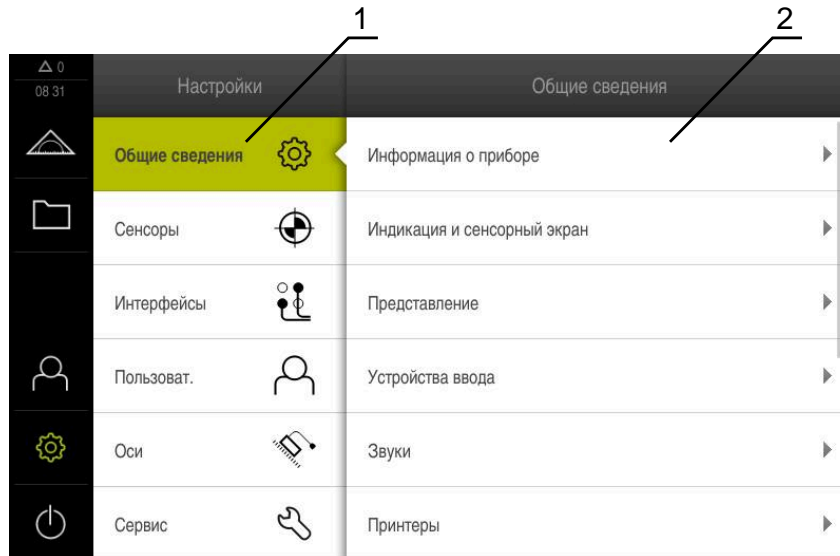 1
2
0
08 31
Настройки
Общие сведения
Общие сведения
Сенсоры
Интерфейсы
Пользоват.
Оси
Сервис
Информация о приборе
Индикация и сенсорный экран
Представление
Устройства ввода
Звуки
Принтеры